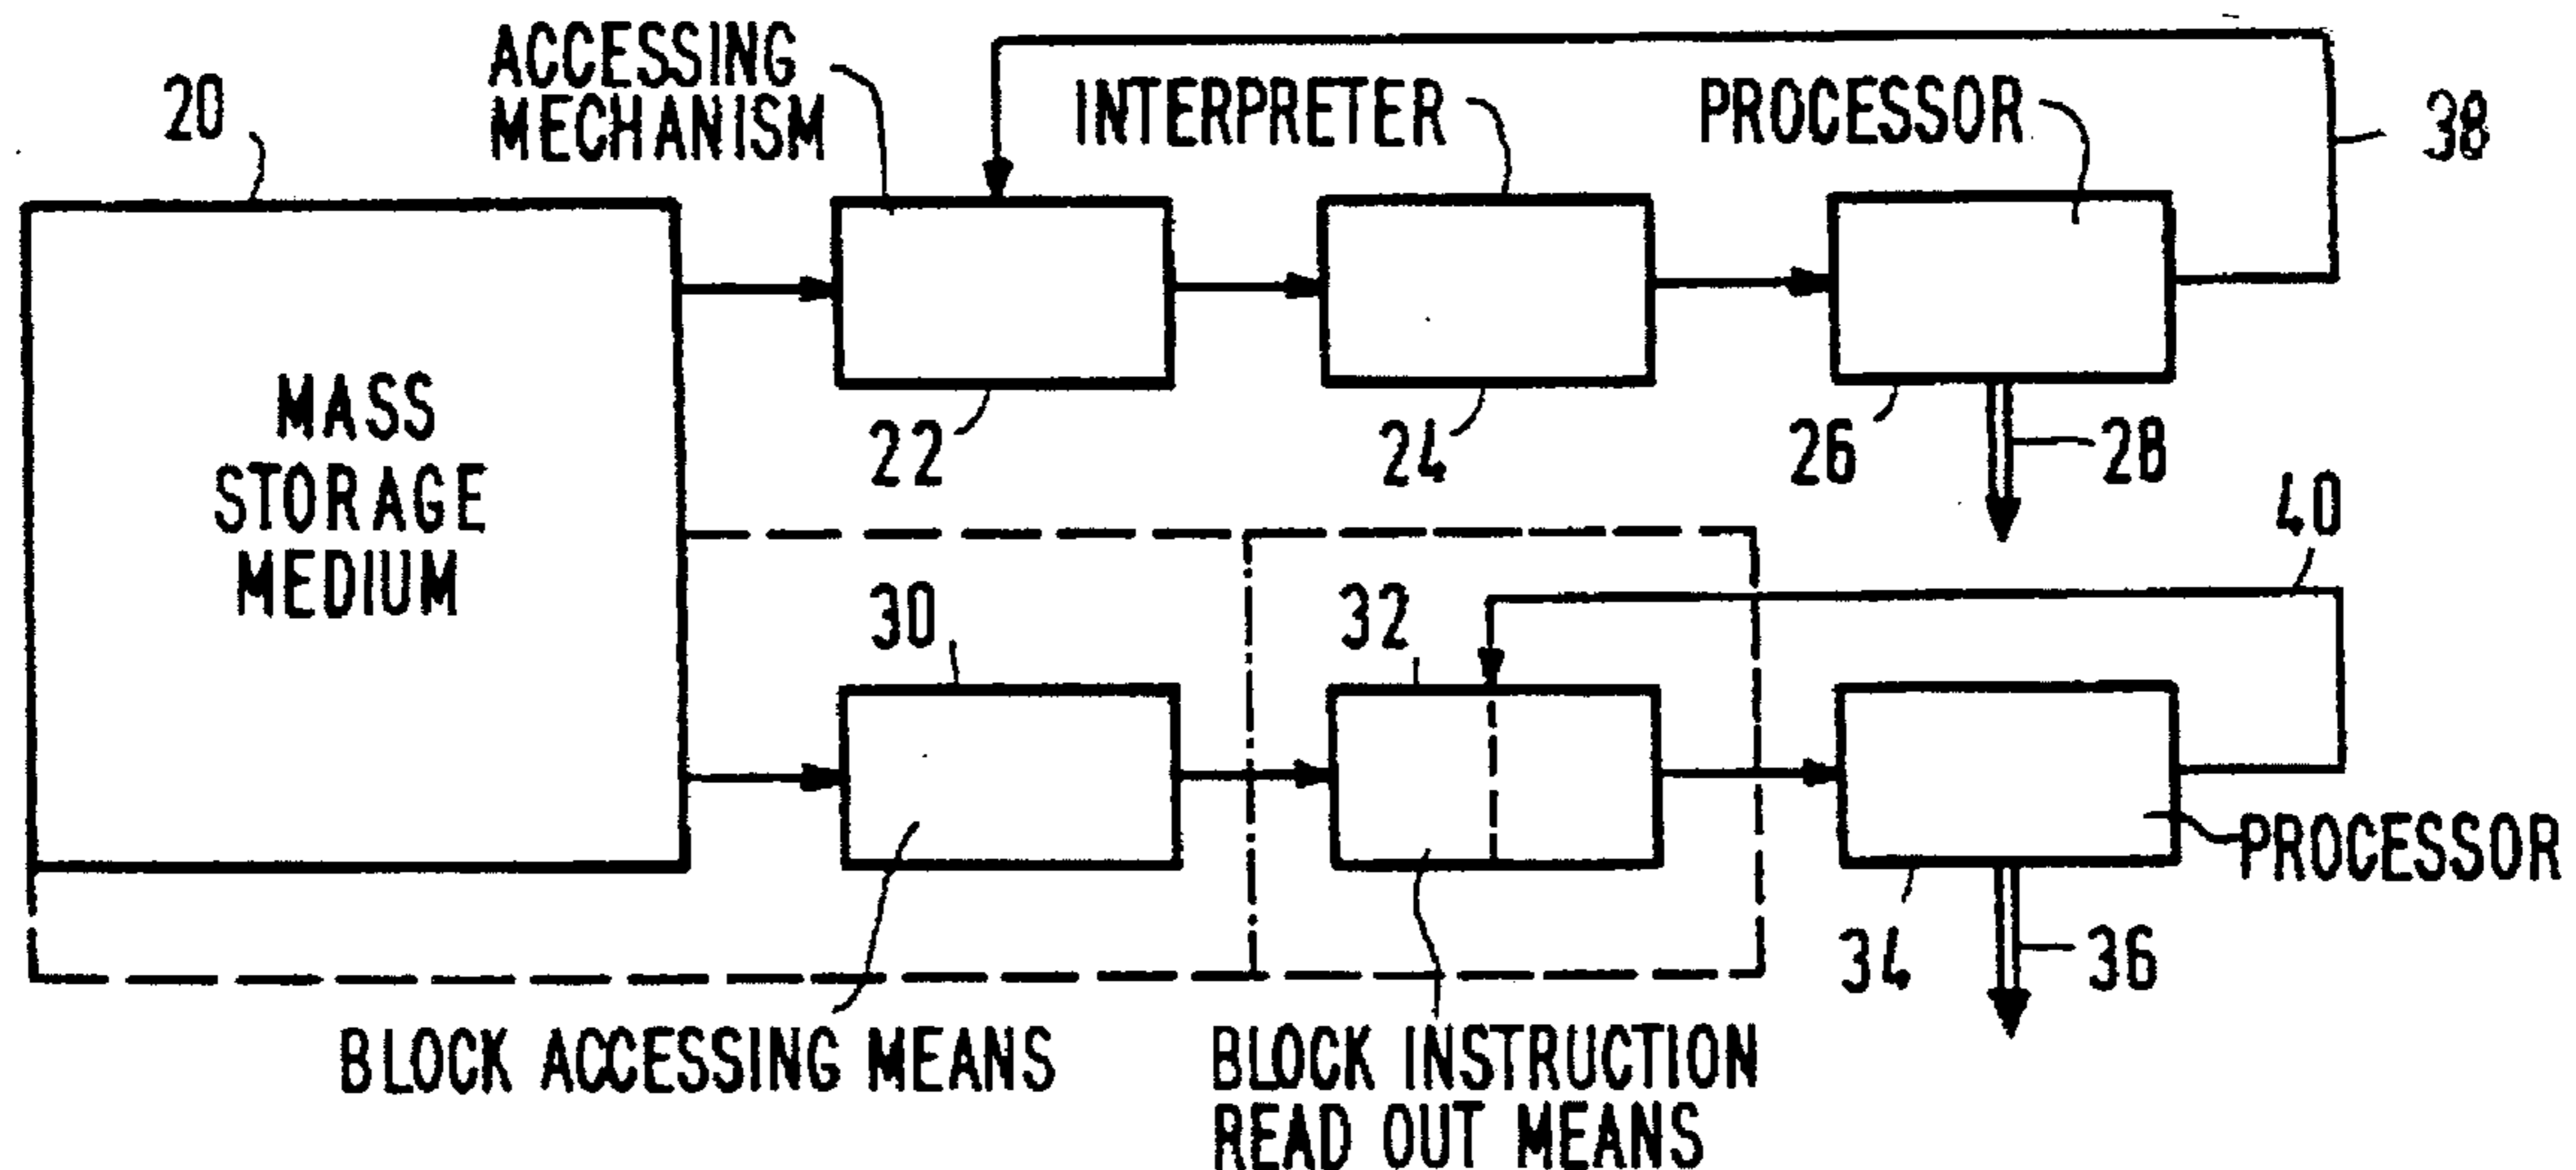 ACCESSING
MECHANISM
INTERPRETER
PROCESSOR
20
38
MASS
STORAGE
MEDIUM
22
24
26
28
40
30
32
34
36
PROCESSOR
BLOCK ACCESSING MEANS
BLOCK INSTRUCTION
READ OUT MEANS